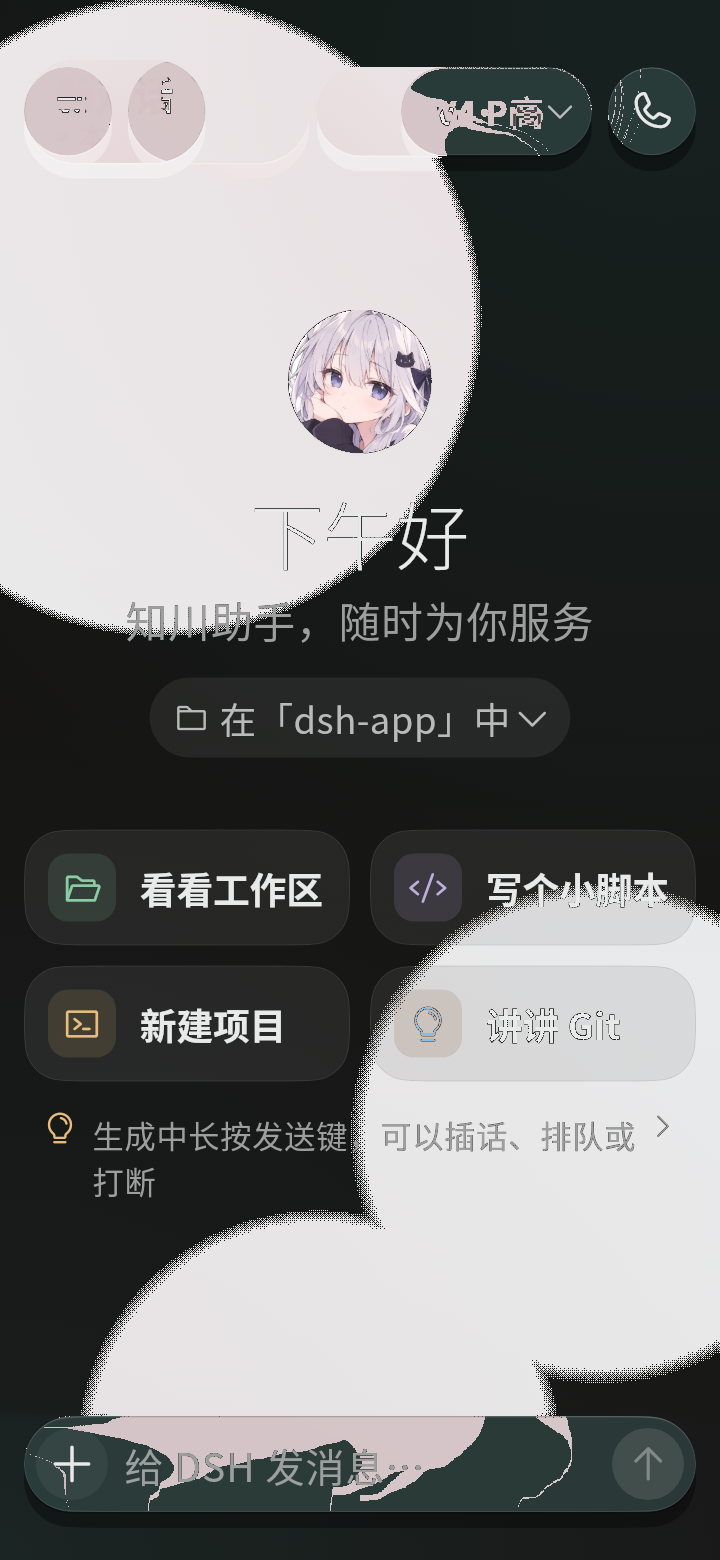 高
下午好
知川助手，随时为你服务
在「dsh-app」中
看看工作区
写个小脚本
新建项目
讲讲 Git
生成中长按发送键 可以插话、排队或
打断
给 DSH 发消息…